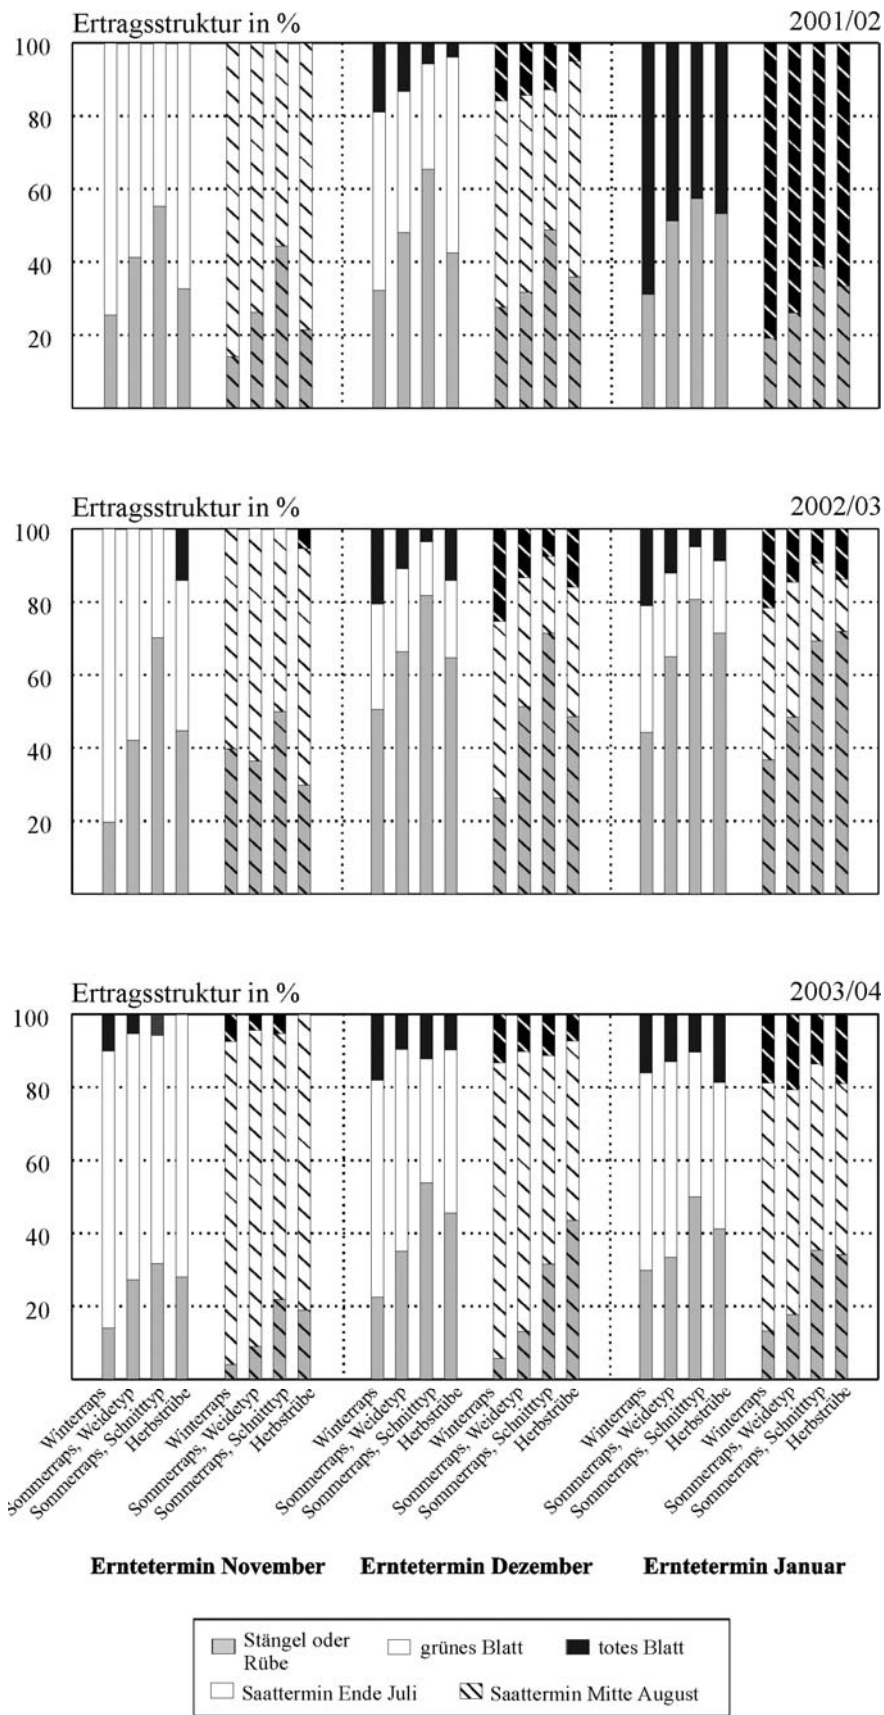 Ertragsstruktur in % 2001/02
100
80
60
40
20
Ertragsstruktur in % 2002/03
100
80
60
40
20
Ertragsstruktur in % 2003/04
100
80
60
40
20
Winterraps
Sommerraps, Weidetyp
Sommerraps, Schnitttyp
Herbstrübe
Winterraps
Sommerraps, Weidetyp
Sommerraps, Schnitttyp
Herbstrübe
Winterraps
Sommerraps, Weidetyp
Sommerraps, Schnitttyp
Herbstrübe
Winterraps
Sommerraps, Weidetyp
Sommerraps, Schnitttyp
Herbstrübe
Winterraps
Sommerraps, Weidetyp
Sommerraps, Schnitttyp
Herbstrübe
Winterraps
Sommerraps, Weidetyp
Sommerraps, Schnitttyp
Herbstrübe
Erntetermin November Erntetermin Dezember Erntetermin Januar
Stängel oder
Rübe
grünes Blatt totes Blatt
Saattermin Ende Juli Saattermin Mitte August